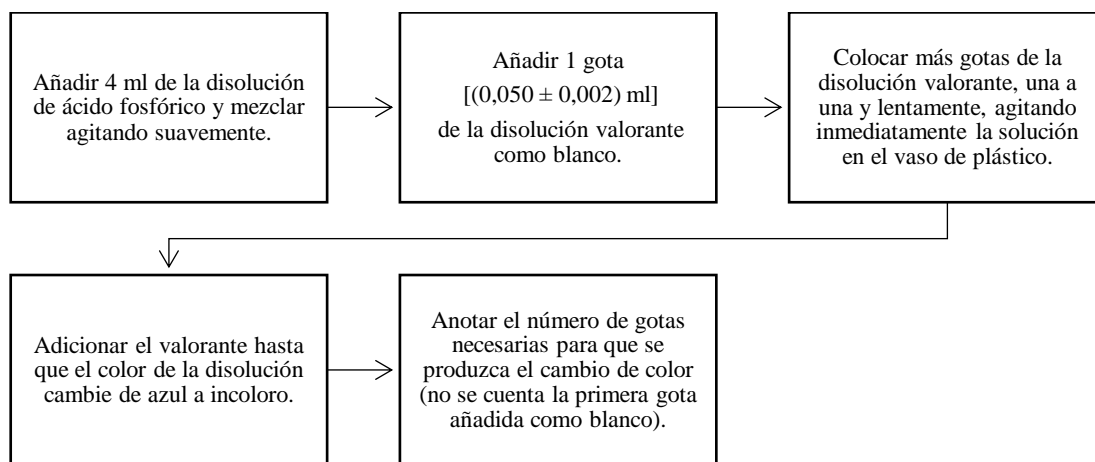 Añadir 4 ml de la disolución
de ácido fosfórico y mezclar
agitando suavemente.
Añadir 1 gota
[(0,050 ± 0,002) ml]
de la disolución valorante
como blanco.
Colocar más gotas de la
disolución valorante, una a
una y lentamente, agitando
inmediatamente la solución
en el vaso de plástico.
Adicionar el valorante hasta
que el color de la disolución
cambie de azul a incoloro.
Anotar el número de gotas
necesarias para que se
produzca el cambio de color
(no se cuenta la primera gota
añadida como blanco).